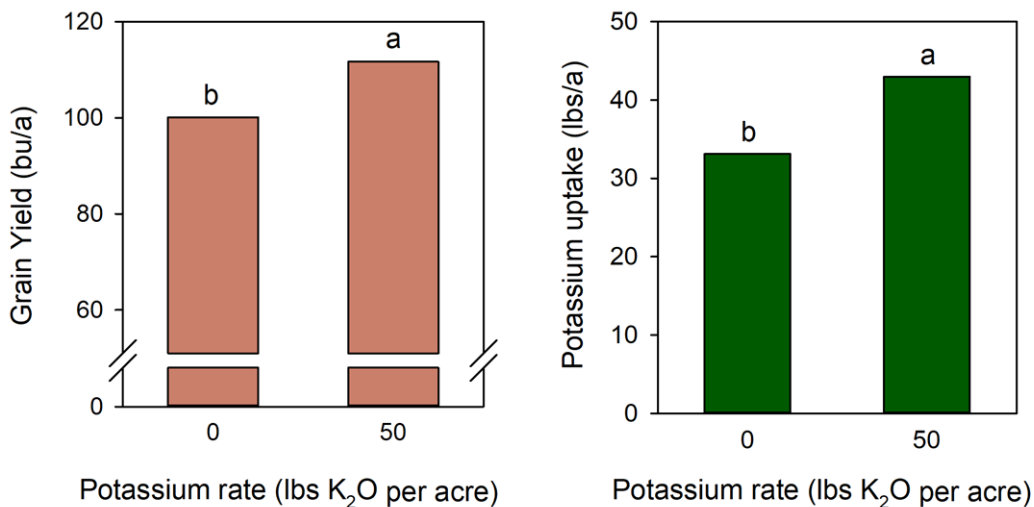 Grain Yield (bu/a)
120
100
80
60
0
b
a
0
50
Potassium rate (lbs K₂O per acre)
Potassium uptake (lbs/a)
50
40
30
20
10
0
b
a
0
50
Potassium rate (lbs K₂O per acre)